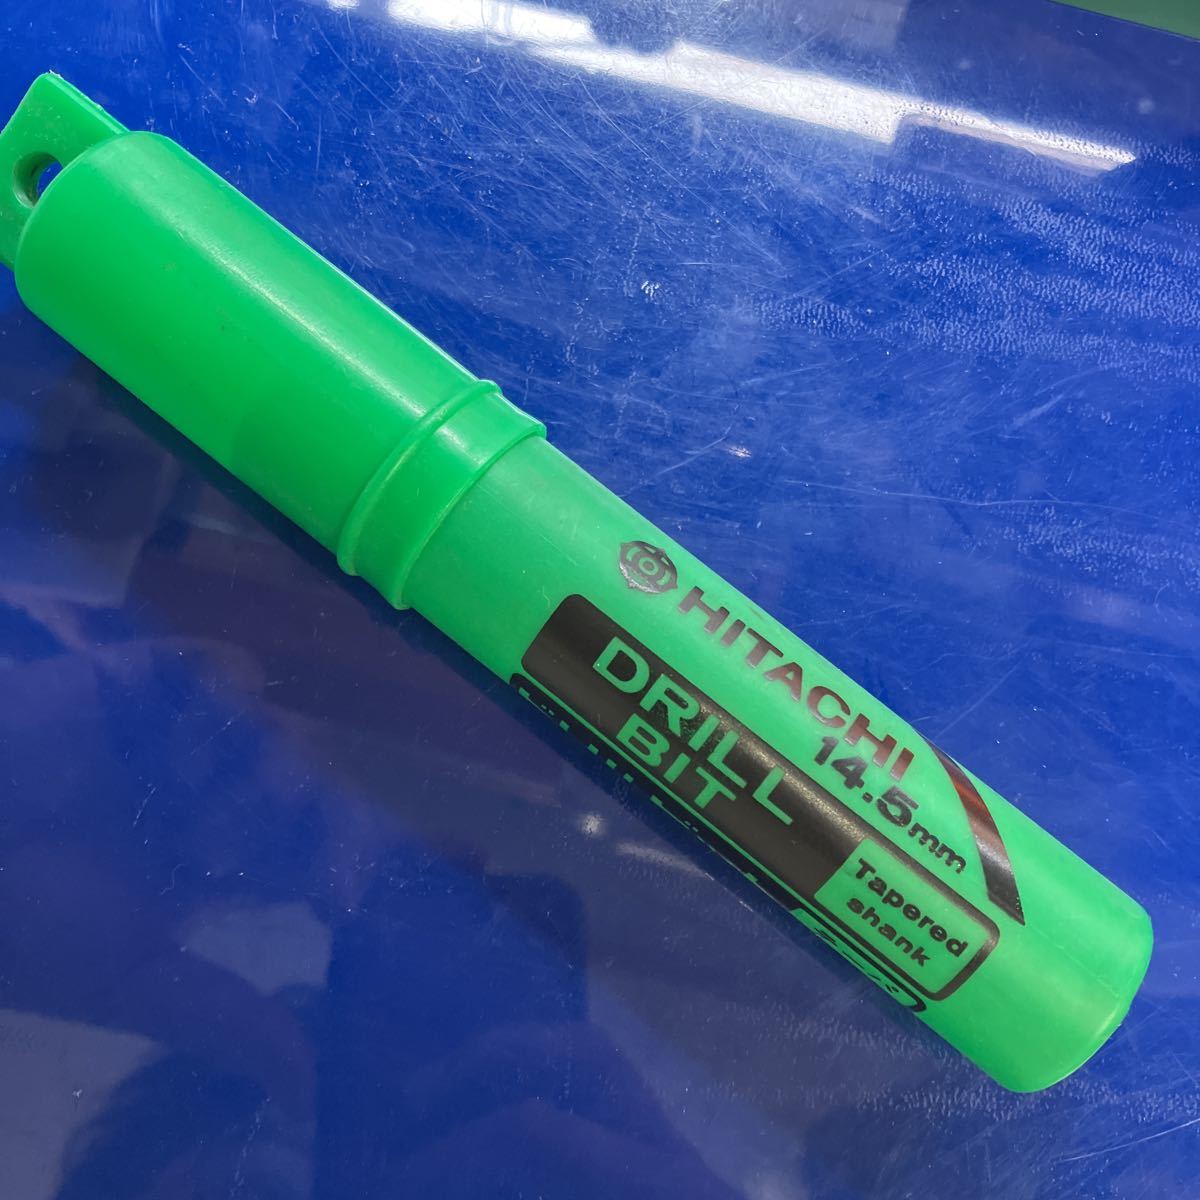 HITACHI
14.5mm
DRILL
BIT
Tapered
shank